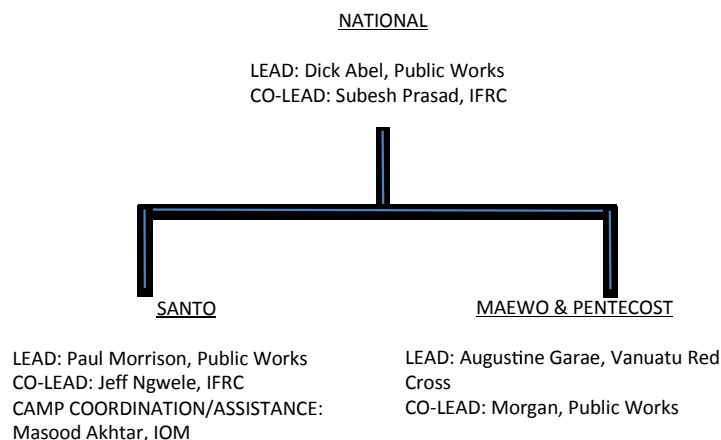 NATIONAL
LEAD: Dick Abel, Public Works
CO-LEAD: Subesh Prasad, IFRC
SANTO
LEAD: Paul Morrison, Public Works
CO-LEAD: Jeff Ngwele, IFRC
CAMP COORDINATION/ASSISTANCE:
Masood Akhtar, IOM
MAEWO & PENTECOST
LEAD: Augustine Garae, Vanuatu Red
Cross
CO-LEAD: Morgan, Public Works